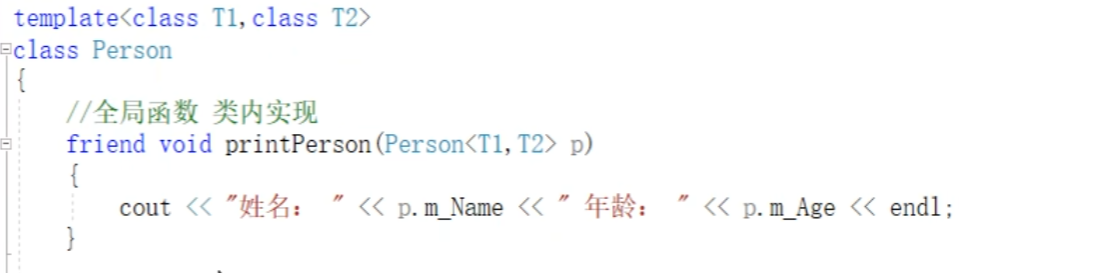 template<class T1,class T2>
class Person
{
//全局函数 类内实现
friend void printPerson(Person<T1,T2> p)
{
cout << "姓名： " << p.m_Name << " 年龄： " << p.m_Age << endl;
}